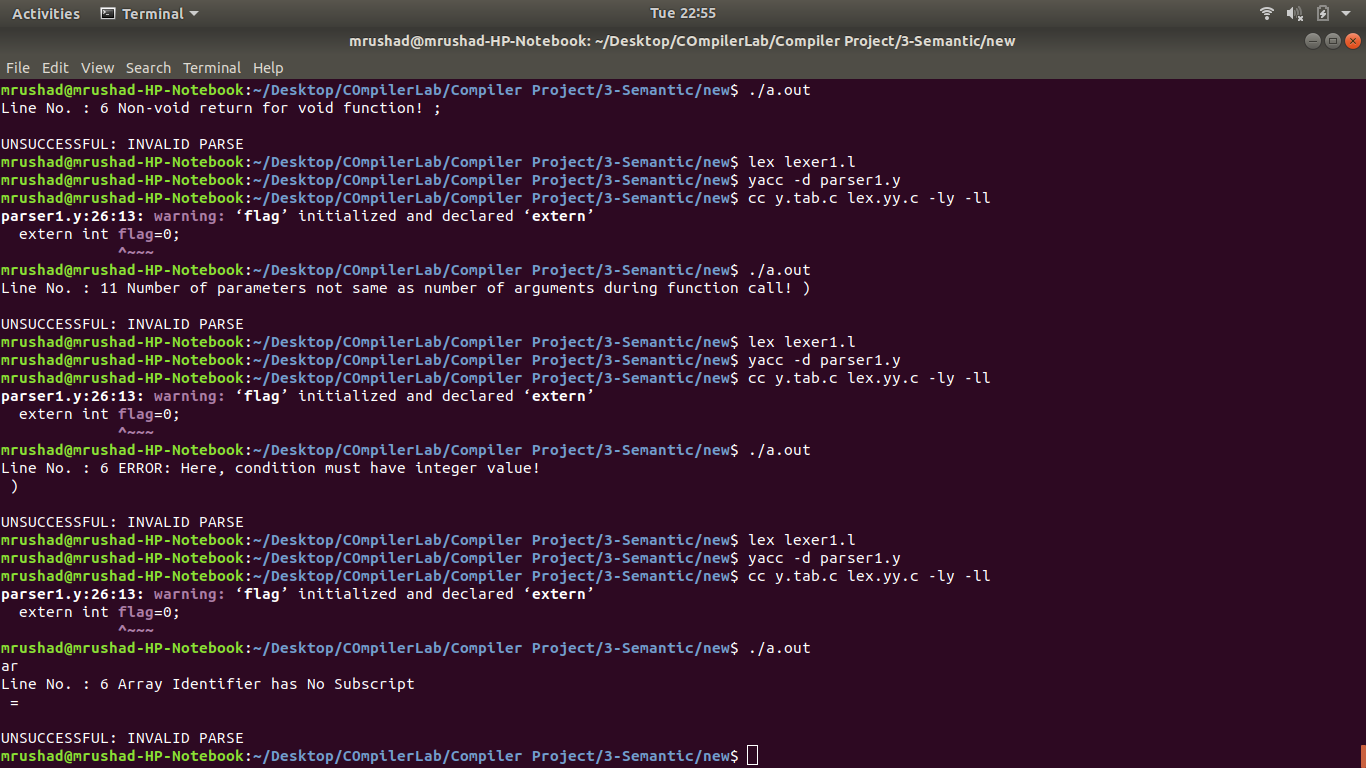 Activities Terminal Tue 22:55
mrushad@mrushad-HP-Notebook: ~/Desktop/COmpilerLab/Compiler Project/3-Semantic/new
File Edit View Search Terminal Help
mrushad@mrushad-HP-Notebook:~/Desktop/COmpilerLab/Compiler Project/3-Semantic/new$ ./a.out
Line No. : 6 Non-void return for void function! ;
UNSUCCESSFUL: INVALID PARSE
mrushad@mrushad-HP-Notebook:~/Desktop/COmpilerLab/Compiler Project/3-Semantic/new$ lex lexer1.l
mrushad@mrushad-HP-Notebook:~/Desktop/COmpilerLab/Compiler Project/3-Semantic/new$ yacc -d parser1.y
mrushad@mrushad-HP-Notebook:~/Desktop/COmpilerLab/Compiler Project/3-Semantic/new$ cc y.tab.c lex.yy.c -ly -ll
parser1.y:26:13: warning: ‘flag’ initialized and declared ‘extern’
extern int flag=0;
^~~~
mrushad@mrushad-HP-Notebook:~/Desktop/COmpilerLab/Compiler Project/3-Semantic/new$ ./a.out
Line No. : 11 Number of parameters not same as number of arguments during function call! )
UNSUCCESSFUL: INVALID PARSE
mrushad@mrushad-HP-Notebook:~/Desktop/COmpilerLab/Compiler Project/3-Semantic/new$ lex lexer1.l
mrushad@mrushad-HP-Notebook:~/Desktop/COmpilerLab/Compiler Project/3-Semantic/new$ yacc -d parser1.y
mrushad@mrushad-HP-Notebook:~/Desktop/COmpilerLab/Compiler Project/3-Semantic/new$ cc y.tab.c lex.yy.c -ly -ll
parser1.y:26:13: warning: ‘flag’ initialized and declared ‘extern’
extern int flag=0;
^~~~
mrushad@mrushad-HP-Notebook:~/Desktop/COmpilerLab/Compiler Project/3-Semantic/new$ ./a.out
Line No. : 6 ERROR: Here, condition must have integer value!
)
UNSUCCESSFUL: INVALID PARSE
mrushad@mrushad-HP-Notebook:~/Desktop/COmpilerLab/Compiler Project/3-Semantic/new$ lex lexer1.l
mrushad@mrushad-HP-Notebook:~/Desktop/COmpilerLab/Compiler Project/3-Semantic/new$ yacc -d parser1.y
mrushad@mrushad-HP-Notebook:~/Desktop/COmpilerLab/Compiler Project/3-Semantic/new$ cc y.tab.c lex.yy.c -ly -ll
parser1.y:26:13: warning: ‘flag’ initialized and declared ‘extern’
extern int flag=0;
^~~~
mrushad@mrushad-HP-Notebook:~/Desktop/COmpilerLab/Compiler Project/3-Semantic/new$ ./a.out
ar
Line No. : 6 Array Identifier has No Subscript
=
UNSUCCESSFUL: INVALID PARSE
mrushad@mrushad-HP-Notebook:~/Desktop/COmpilerLab/Compiler Project/3-Semantic/new$